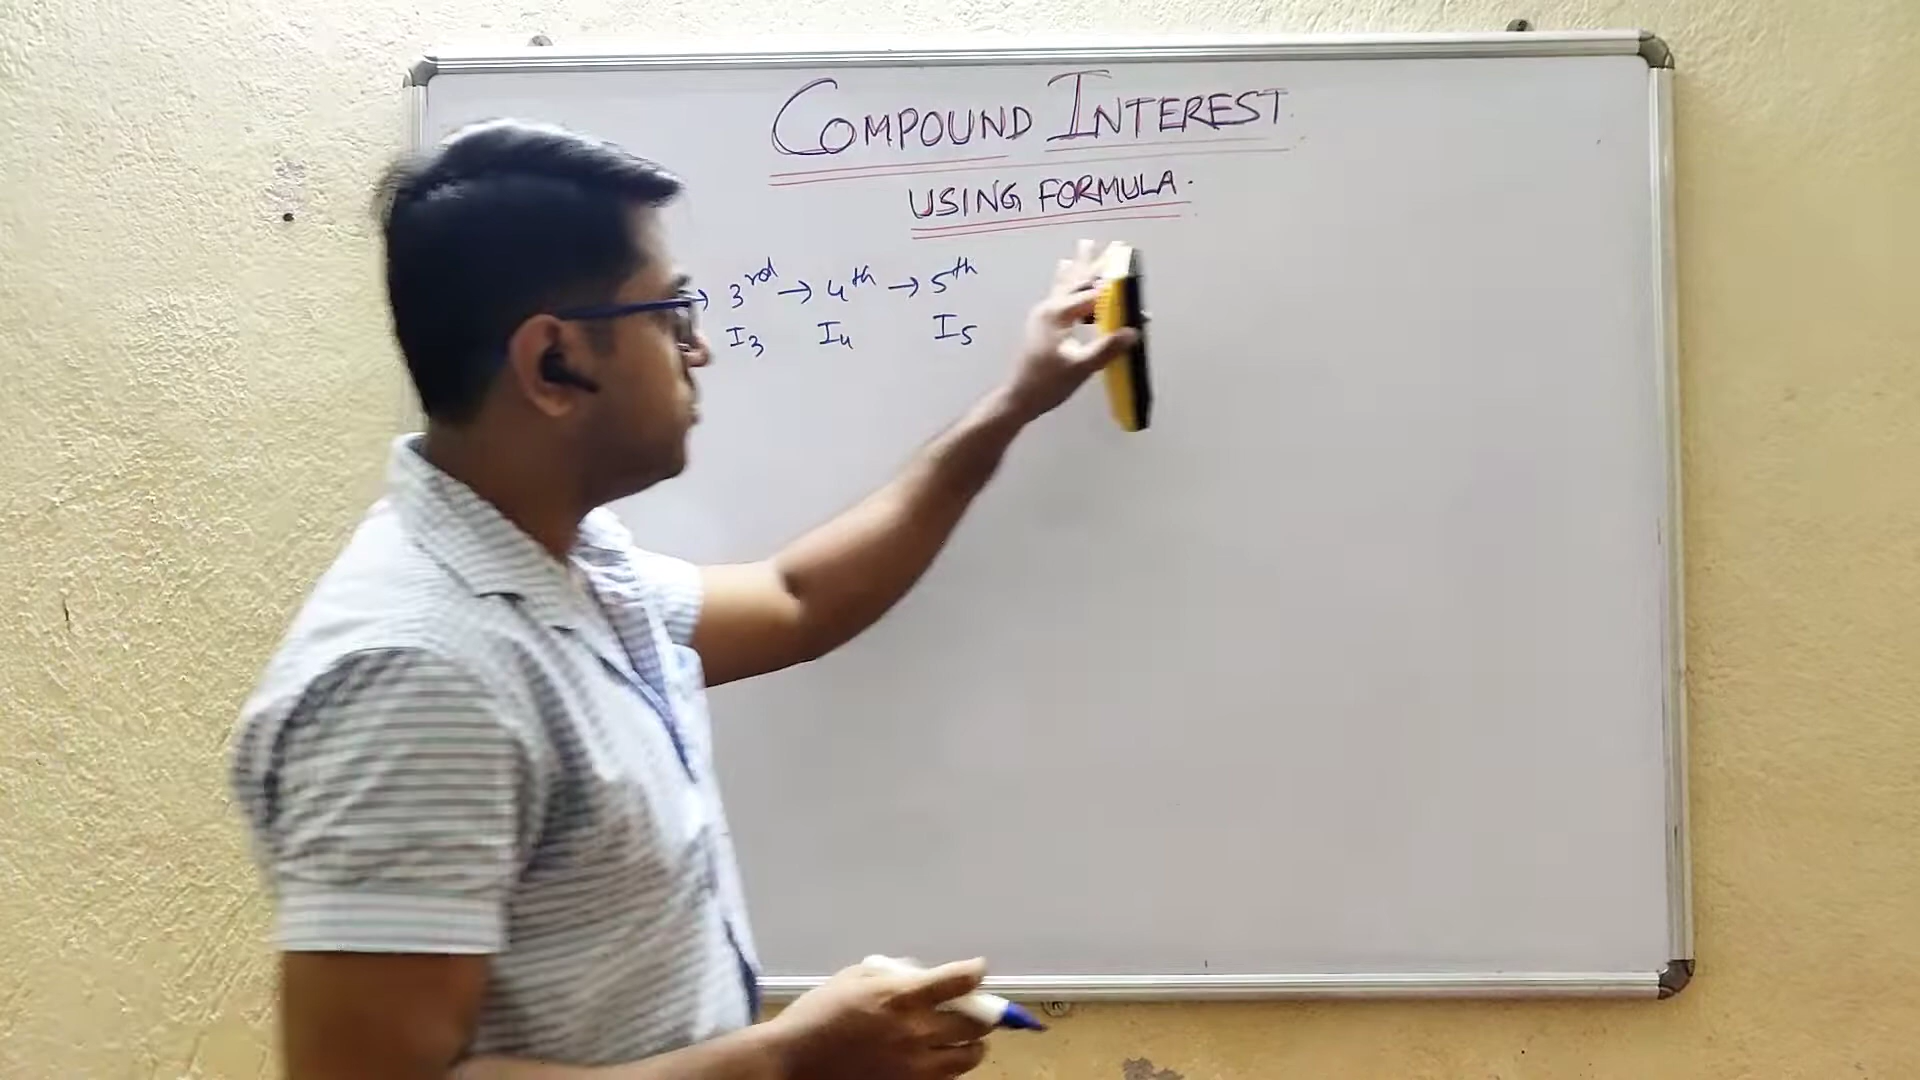 COMPOUND INTEREST
USING FORMULA.
→ 3rd → 4th → 5th
I3 I4 I5